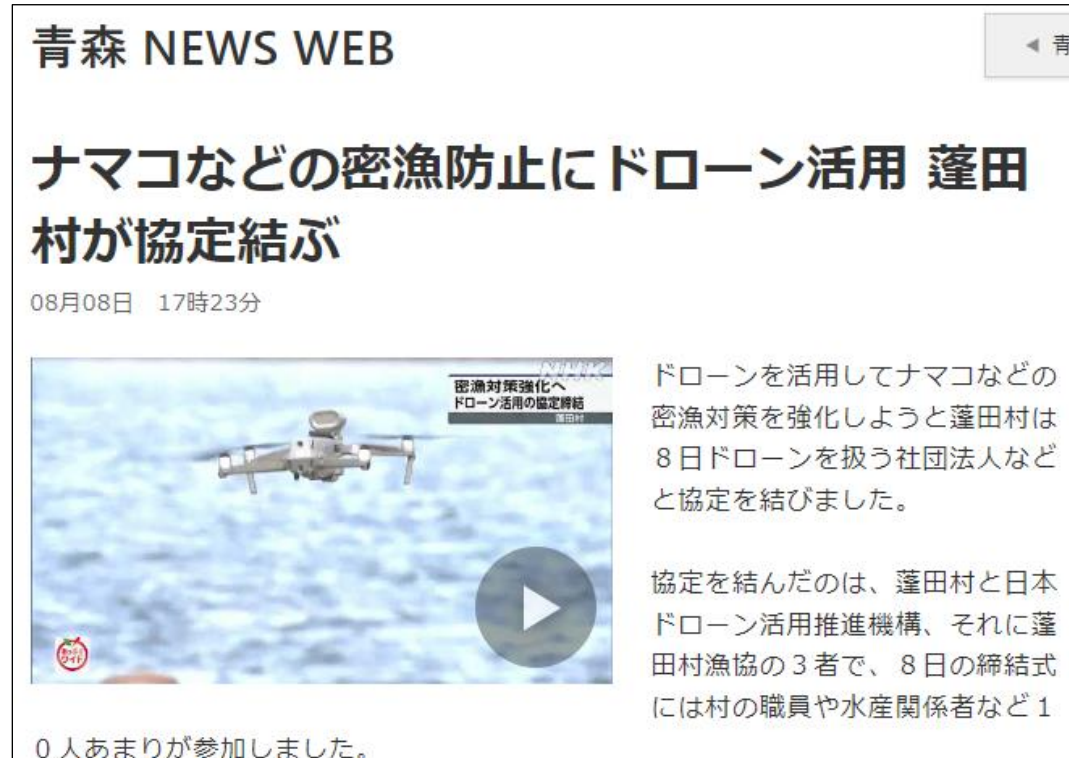 青森 NEWS WEB
◀ 青
ナマコなどの密漁防止にドローン活用 蓬田
村が協定結ぶ
08月08日　17時23分
NHK
密漁対策強化へ
ドローン活用の協定締結
蓬田村
ワイド
ドローンを活用してナマコなどの
密漁対策を強化しようと蓬田村は
８日ドローンを扱う社団法人など
と協定を結びました。
協定を結んだのは、蓬田村と日本
ドローン活用推進機構、それに蓬
田村漁協の３者で、８日の締結式
には村の職員や水産関係者など１
０人あまりが参加しました。